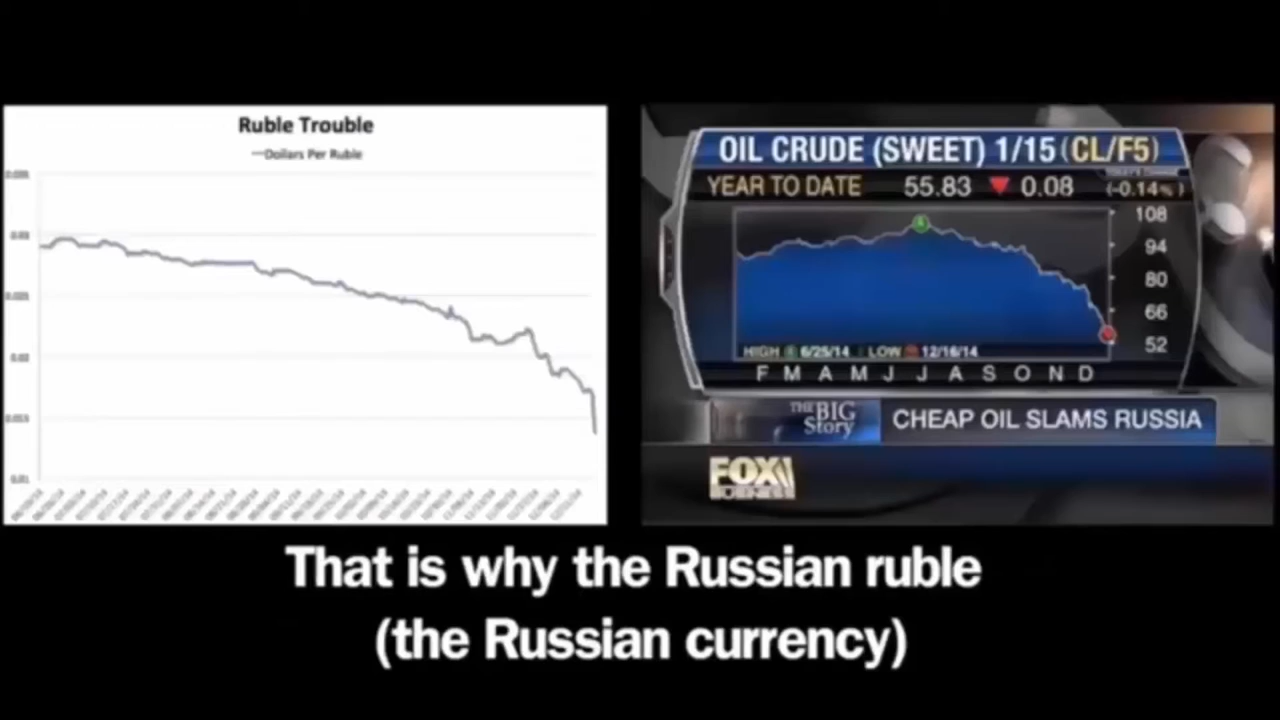 Ruble Trouble
Dollars Per Ruble
OIL CRUDE (SWEET) 1/15 (CL/F5)
YEAR TO DATE 55.83 ▼ 0.08 (-0.14%)
108
94
80
66
52
HIGH 6/25/14 LOW 12/16/14
F M A M J J A S O N D
THE BIG Story
CHEAP OIL SLAMS RUSSIA
FOX
BUSINESS
That is why the Russian ruble
(the Russian currency)